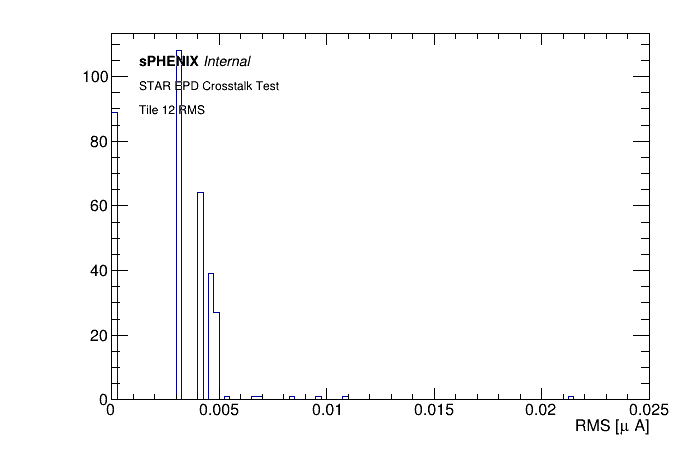 sPHENIX Internal
STAR EPD Crosstalk Test
Tile 12 RMS
100
80
60
40
20
0
0 0.005 0.01 0.015 0.02 0.025
RMS [μ A]